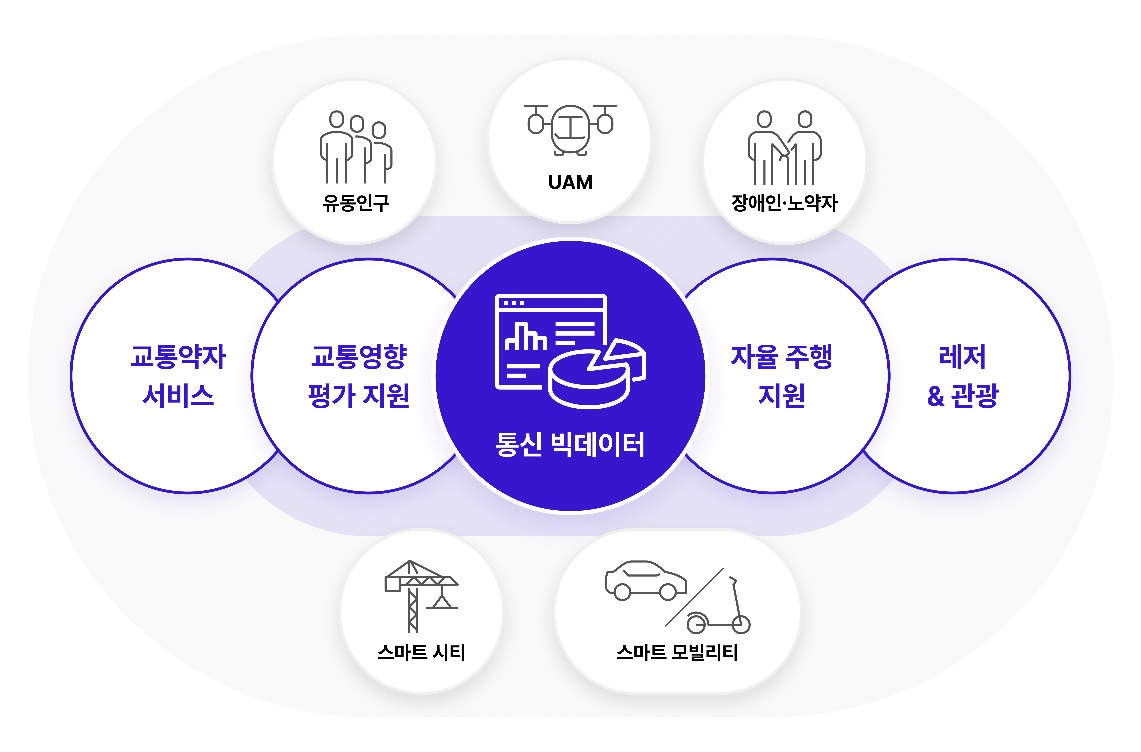 유동인구
UAM
장애인·노약자
교통약자
서비스
교통영향
평가 지원
통신 빅데이터
자율 주행
지원
레저
& 관광
스마트 시티
스마트 모빌리티